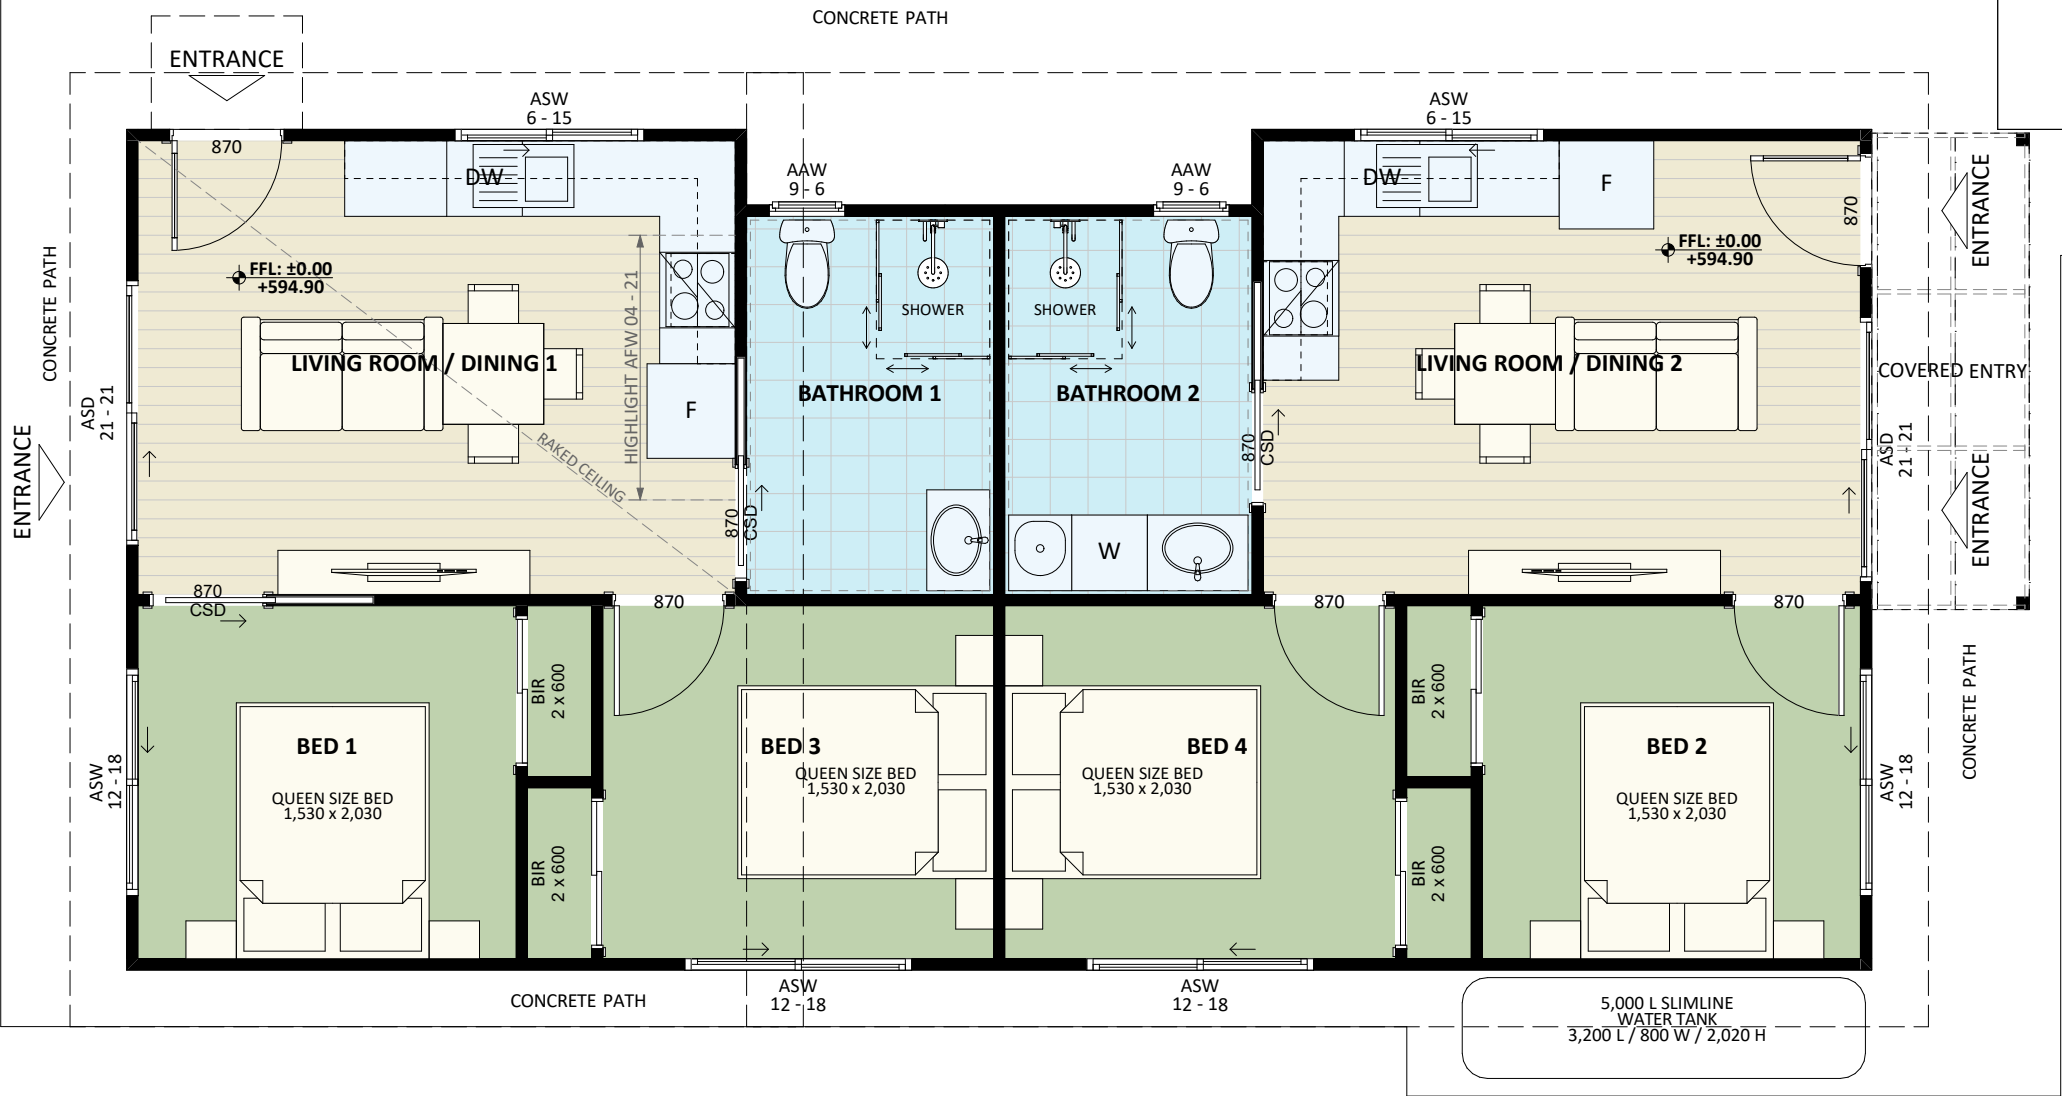 CONCRETE PATH
ENTRANCE
870
ASW
6 - 15
DW
AAW
9 - 6
AAW
9 - 6
ASW
6 - 15
DW
F
870
ENTRANCE
FFL: ±0.00
+594.90
FFL: ±0.00
+594.90
CONCRETE PATH
HIGHLIGHT AFW 04 - 21
SHOWER
SHOWER
LIVING ROOM / DINING 1
LIVING ROOM / DINING 2
COVERED ENTRY
BATHROOM 1
BATHROOM 2
F
ASD
21 - 21
ENTRANCE
RAKED CEILING
870
CSD
870
CSD
W
ASD
21 - 21
ENTRANCE
870
CSD
870
870
870
BIR
2 x 600
BIR
2 x 600
CONCRETE PATH
BED 1
QUEEN SIZE BED
1,530 x 2,030
BED 3
QUEEN SIZE BED
1,530 x 2,030
BED 4
QUEEN SIZE BED
1,530 x 2,030
BED 2
QUEEN SIZE BED
1,530 x 2,030
ASW
12 - 18
ASW
12 - 18
BIR
2 x 600
BIR
2 x 600
CONCRETE PATH
ASW
12 - 18
ASW
12 - 18
5,000 L SLIMLINE
WATER TANK
3,200 L / 800 W / 2,020 H